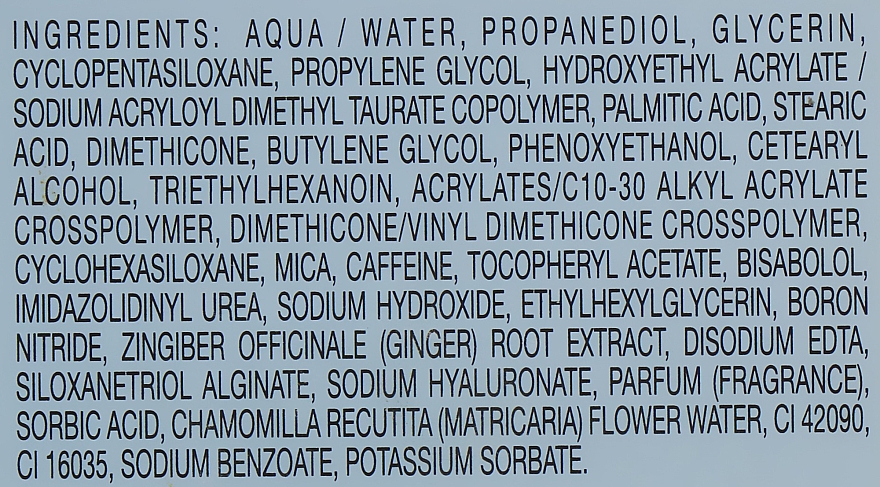 INGREDIENTS: AQUA / WATER, PROPANEDIOL, GLYCERIN,
CYCLOPENTASILOXANE, PROPYLENE GLYCOL, HYDROXYETHYL ACRYLATE /
SODIUM ACRYLOYL DIMETHYL TAURATE COPOLYMER, PALMITIC ACID, STEARIC
ACID, DIMETHICONE, BUTYLENE GLYCOL, PHENOXYETHANOL, CETEARYL
ALCOHOL, TRIETHYLHEXANOIN, ACRYLATES/C10-30 ALKYL ACRYLATE
CROSSPOLYMER, DIMETHICONE/VINYL DIMETHICONE CROSSPOLYMER,
CYCLOHEXASILOXANE, MICA, CAFFEINE, TOCOPHERYL ACETATE, BISABOLOL,
IMIDAZOLIDINYL UREA, SODIUM HYDROXIDE, ETHYLHEXYLGLYCERIN, BORON
NITRIDE, ZINGIBER OFFICINALE (GINGER) ROOT EXTRACT, DISODIUM EDTA,
SILOXANETRIOL ALGINATE, SODIUM HYALURONATE, PARFUM (FRAGRANCE),
SORBIC ACID, CHAMOMILLA RECUTITA (MATRICARIA) FLOWER WATER, CI 42090,
CI 16035, SODIUM BENZOATE, POTASSIUM SORBATE.